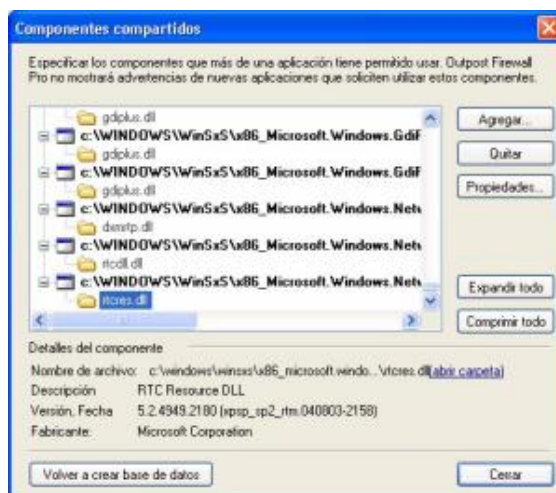 Componentes compartidos
Especificar los componentes que más de una aplicación tiene permitido usar. Outpost Firewall
Pro no mostrará advertencias de nuevas aplicaciones que soliciten utilizar estos componentes.
gdiplus.dll
c:\WINDOWS\WinSxS\x86_Microsoft.Windows.GdiF
gdiplus.dll
c:\WINDOWS\WinSxS\x86_Microsoft.Windows.GdiF
gdiplus.dll
c:\WINDOWS\WinSxS\x86_Microsoft.Windows.Netw
dxmrtp.dll
c:\WINDOWS\WinSxS\x86_Microsoft.Windows.Netw
rtcdll.dll
c:\WINDOWS\WinSxS\x86_Microsoft.Windows.Netw
rtcres.dll
Agregar...
Quitar
Propiedades...
Expandir todo
Comprimir todo
Detalles del componente
Nombre de archivo: c:\windows\winsxs\x86_microsoft.windo...\rtcres.dll(abrir carpeta)
Descripción RTC Resource DLL
Versión, Fecha 5.2.4949.2180 (xpsp_sp2_rtm.040803-2158)
Fabricante: Microsoft Corporation
Volver a crear base de datos
Cerrar